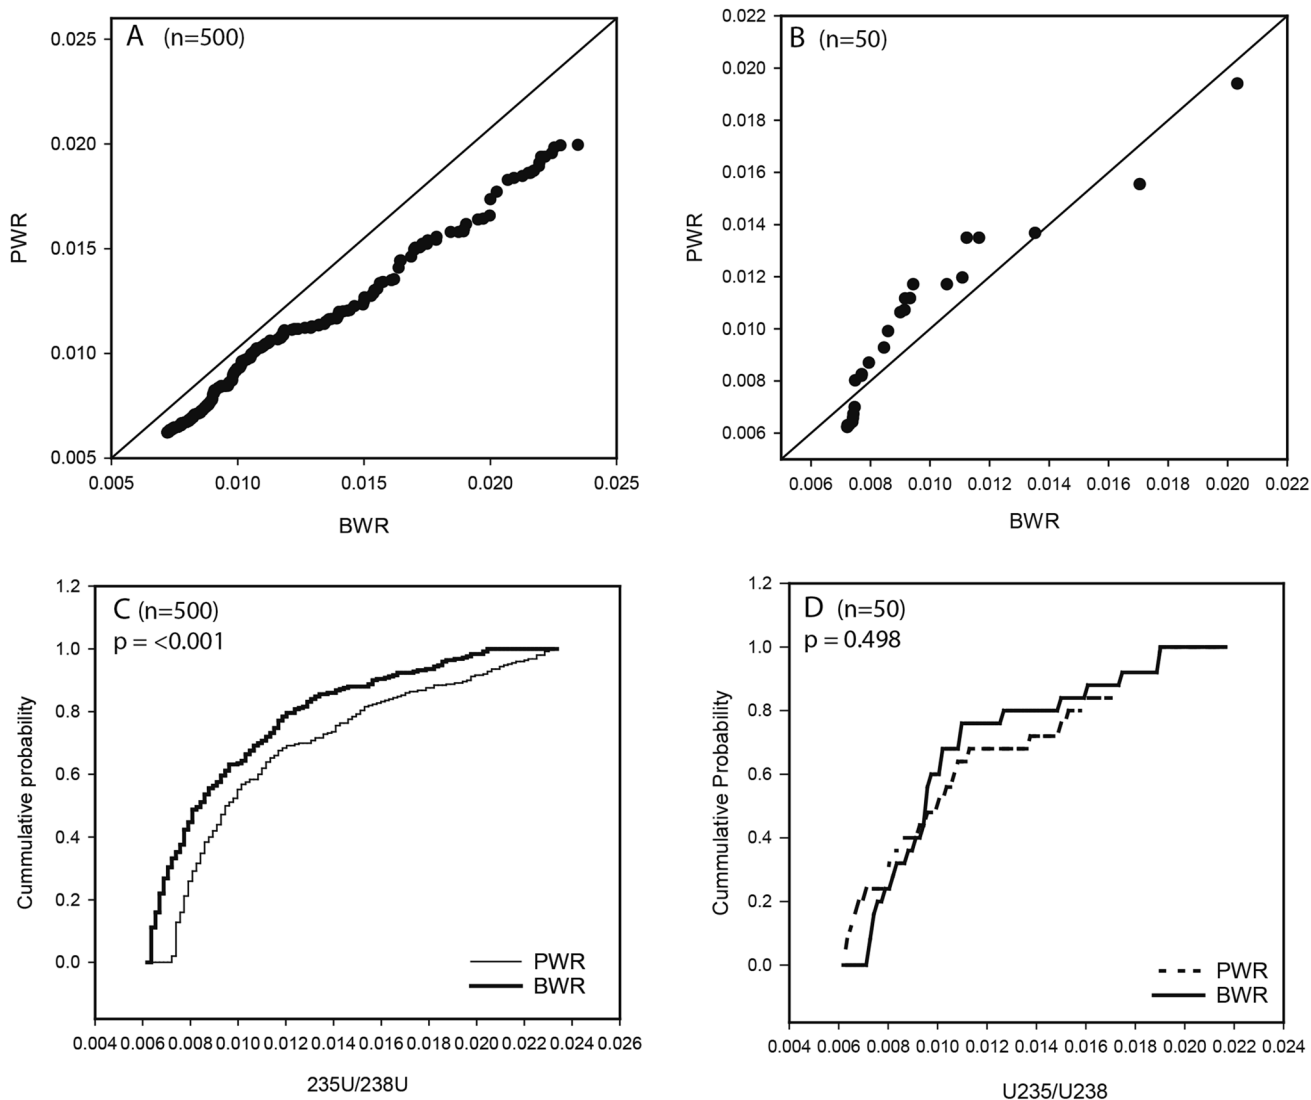 A (n=500)
0.025
0.020
0.015
0.010
0.005
PWR
0.005 0.010 0.015 0.020 0.025
BWR
B (n=50)
0.022
0.020
0.018
0.016
0.014
0.012
0.010
0.008
0.006
PWR
0.006 0.008 0.010 0.012 0.014 0.016 0.018 0.020 0.022
BWR
C (n=500)
p = <0.001
1.2
1.0
0.8
0.6
0.4
0.2
0.0
Cummulative probability
PWR
BWR
0.004 0.006 0.008 0.010 0.012 0.014 0.016 0.018 0.020 0.022 0.024 0.026
235U/238U
D (n=50)
p = 0.498
1.2
1.0
0.8
0.6
0.4
0.2
0.0
Cummulative Probability
PWR
BWR
0.004 0.006 0.008 0.010 0.012 0.014 0.016 0.018 0.020 0.022 0.024
U235/U238